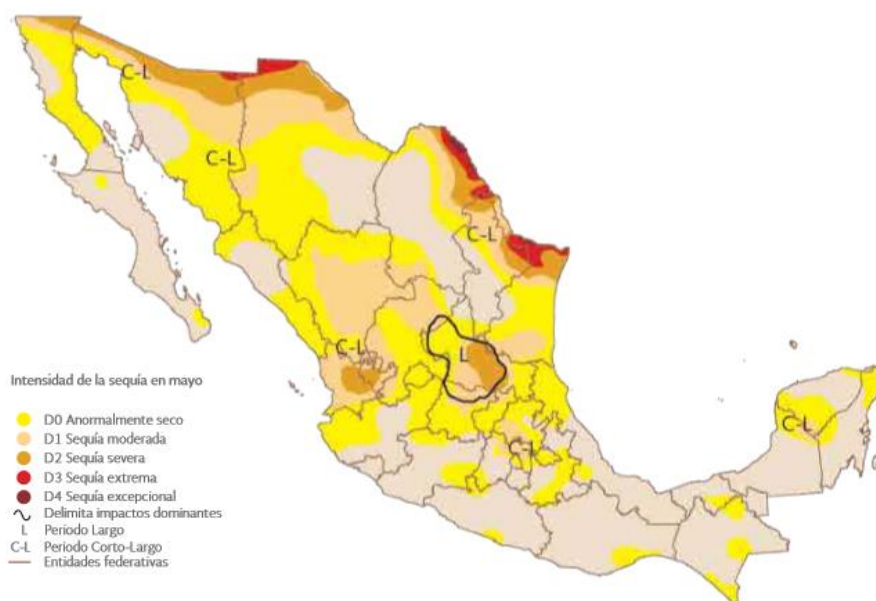 C-L
C-L
C-L
C-L
L
C-L
C-L
Intensidad de la sequía en mayo
D0 Anormalmente seco
D1 Sequía moderada
D2 Sequía severa
D3 Sequía extrema
D4 Sequía excepcional
Delimita impactos dominantes
L Periodo Largo
C-L Periodo Corto-Largo
Entidades federativas